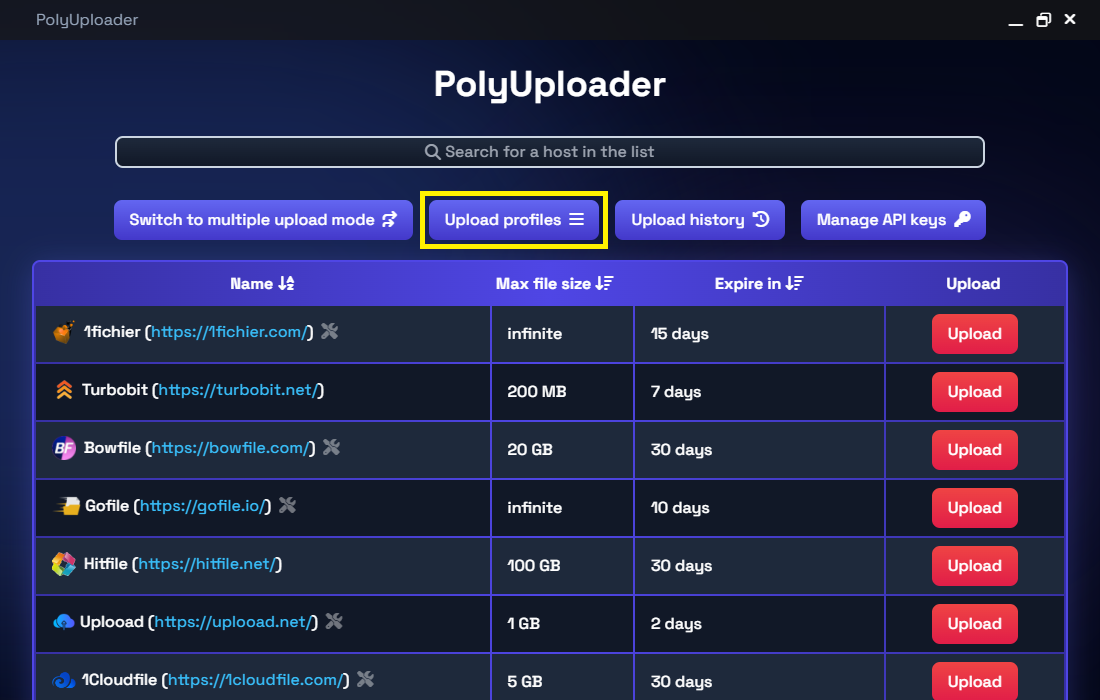 PolyUploader
PolyUploader
Search for a host in the list
Switch to multiple upload mode Upload profiles Upload history Manage API keys
Name Max file size Expire in Upload
1fichier (https://1fichier.com/) infinite 15 days Upload
Turbobit (https://turbobit.net/) 200 MB 7 days Upload
BF Bowfile (https://bowfile.com/) 20 GB 30 days Upload
Gofile (https://gofile.io/) infinite 10 days Upload
Hitfile (https://hitfile.net/) 100 GB 30 days Upload
Uplooad (https://uplooad.net/) 1 GB 2 days Upload
1Cloudfile (https://1cloudfile.com/) 5 GB 30 days Upload